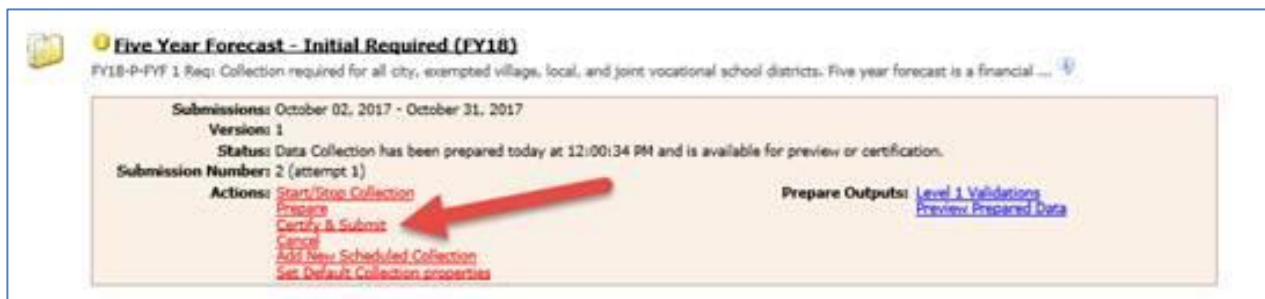 Five Year Forecast - Initial Required (FY18)
FY18-P-FYF 1 Req: Collection required for all city, exempted village, local, and joint vocational school districts. Five year forecast is a financial ...
Submissions: October 02, 2017 - October 31, 2017
Version: 1
Status: Data Collection has been prepared today at 12:00:34 PM and is available for preview or certification.
Submission Number: 2 (attempt 1)
Actions: Start/Stop Collection Prepare Outputs: Level 1 Validations
Prepare Preview Prepared Data
Certify & Submit
Cancel
Add New Scheduled Collection
Set Default Collection properties